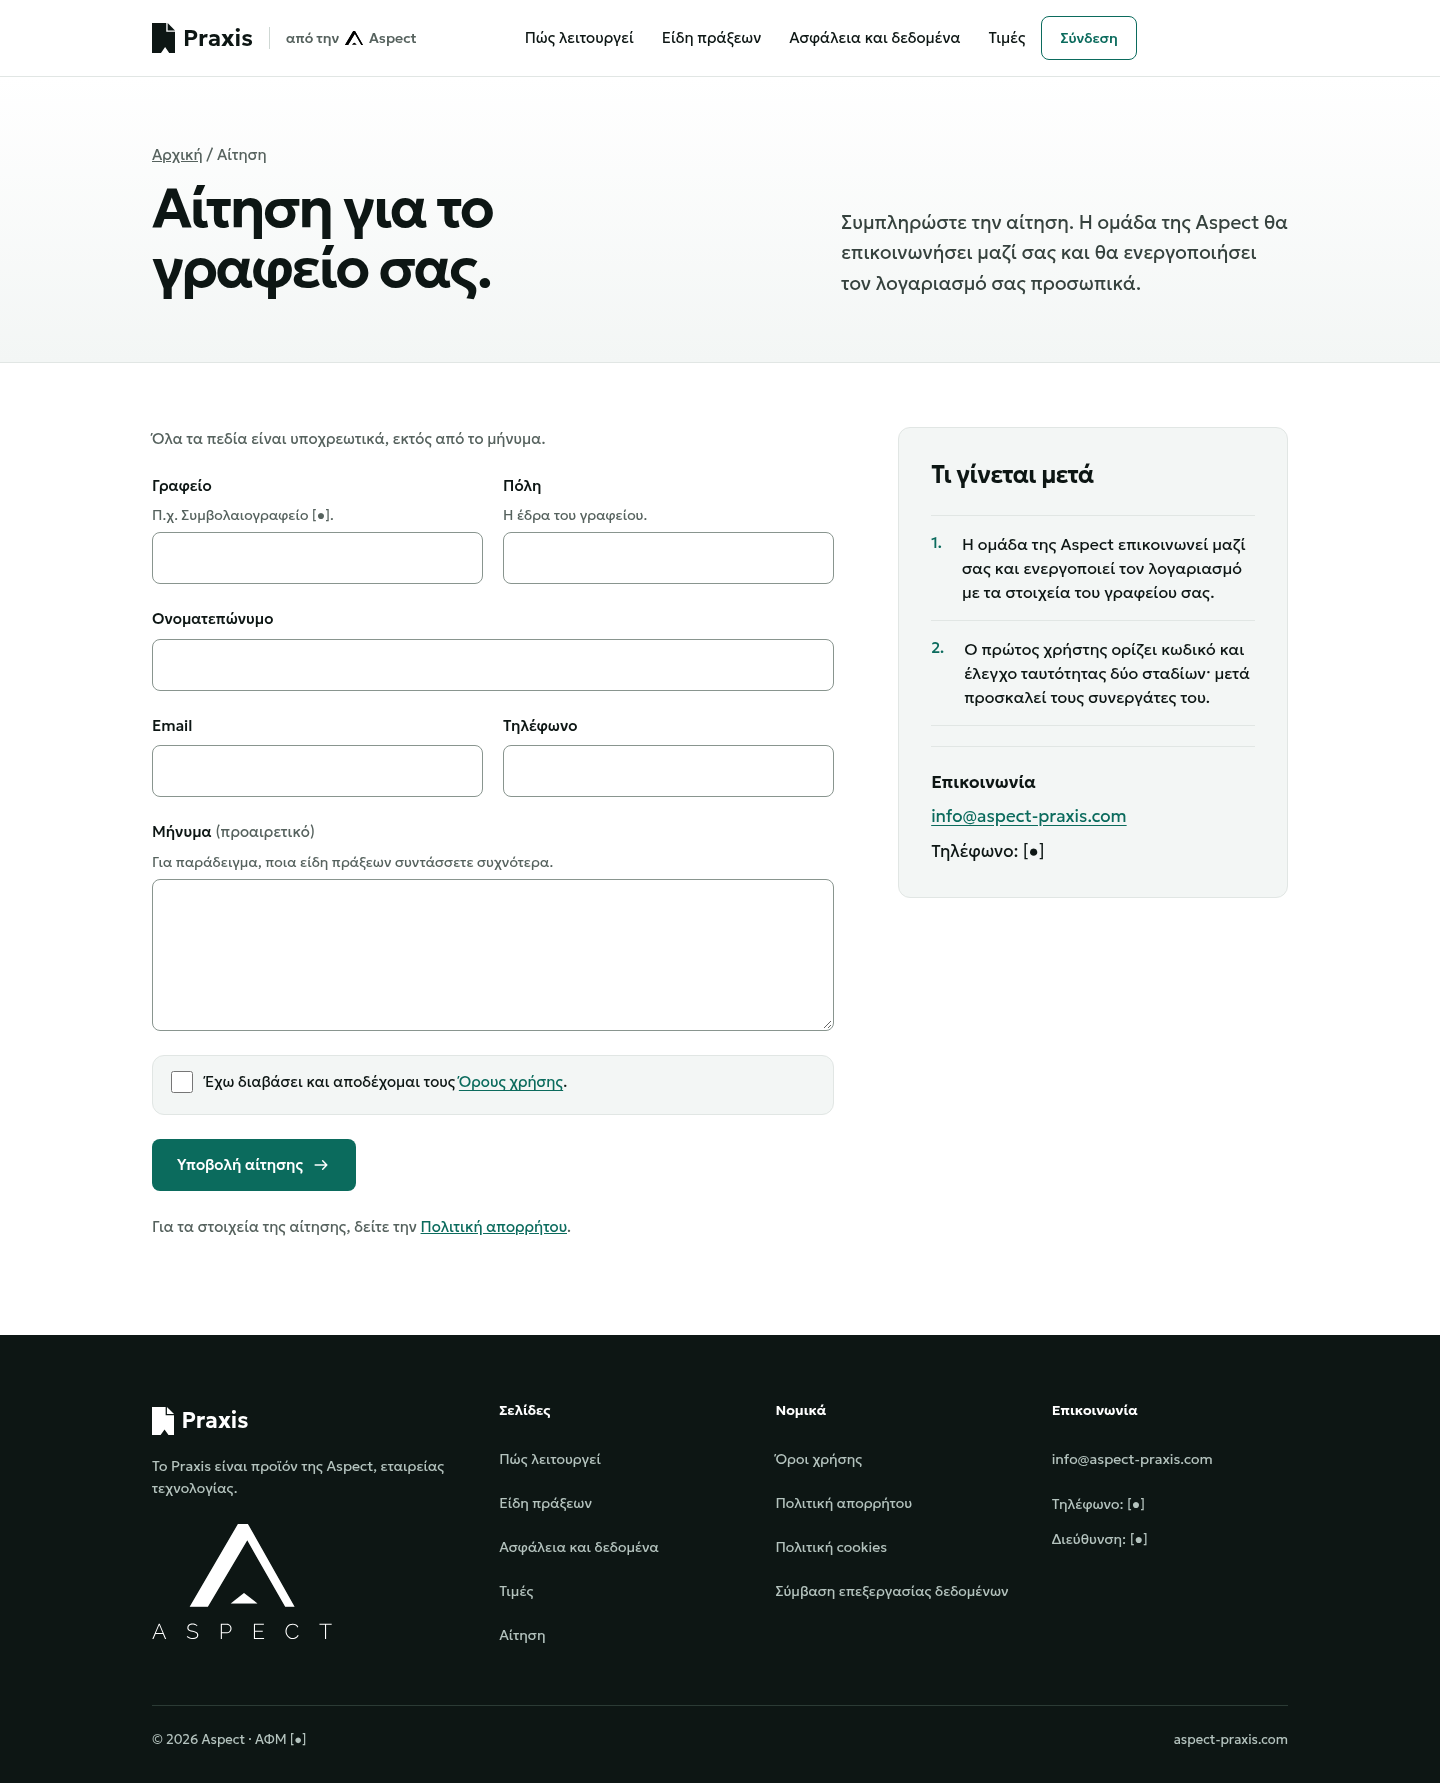 Praxis
από την Aspect
Πώς λειτουργεί
Είδη πράξεων
Ασφάλεια και δεδομένα
Τιμές
Σύνδεση
Αρχική / Αίτηση
Αίτηση για το
γραφείο σας.
Συμπληρώστε την αίτηση. Η ομάδα της Aspect θα
επικοινωνήσει μαζί σας και θα ενεργοποιήσει
τον λογαριασμό σας προσωπικά.
Όλα τα πεδία είναι υποχρεωτικά, εκτός από το μήνυμα.
Γραφείο
Π.χ. Συμβολαιογραφείο [●].
Πόλη
Η έδρα του γραφείου.
Ονοματεπώνυμο
Email
Τηλέφωνο
Μήνυμα (προαιρετικό)
Για παράδειγμα, ποια είδη πράξεων συντάσσετε συχνότερα.
Έχω διαβάσει και αποδέχομαι τους Όρους χρήσης.
Υποβολή αίτησης →
Για τα στοιχεία της αίτησης, δείτε την Πολιτική απορρήτου.
Τι γίνεται μετά
1. Η ομάδα της Aspect επικοινωνεί μαζί
σας και ενεργοποιεί τον λογαριασμό
με τα στοιχεία του γραφείου σας.
2. Ο πρώτος χρήστης ορίζει κωδικό και
έλεγχο ταυτότητας δύο σταδίων· μετά
προσκαλεί τους συνεργάτες του.
Επικοινωνία
info@aspect-praxis.com
Τηλέφωνο: [●]
Praxis
Το Praxis είναι προϊόν της Aspect, εταιρείας
τεχνολογίας.
ASPECT
Σελίδες
Πώς λειτουργεί
Είδη πράξεων
Ασφάλεια και δεδομένα
Τιμές
Αίτηση
Νομικά
Όροι χρήσης
Πολιτική απορρήτου
Πολιτική cookies
Σύμβαση επεξεργασίας δεδομένων
Επικοινωνία
info@aspect-praxis.com
Τηλέφωνο: [●]
Διεύθυνση: [●]
© 2026 Aspect · ΑΦΜ [●]
aspect-praxis.com